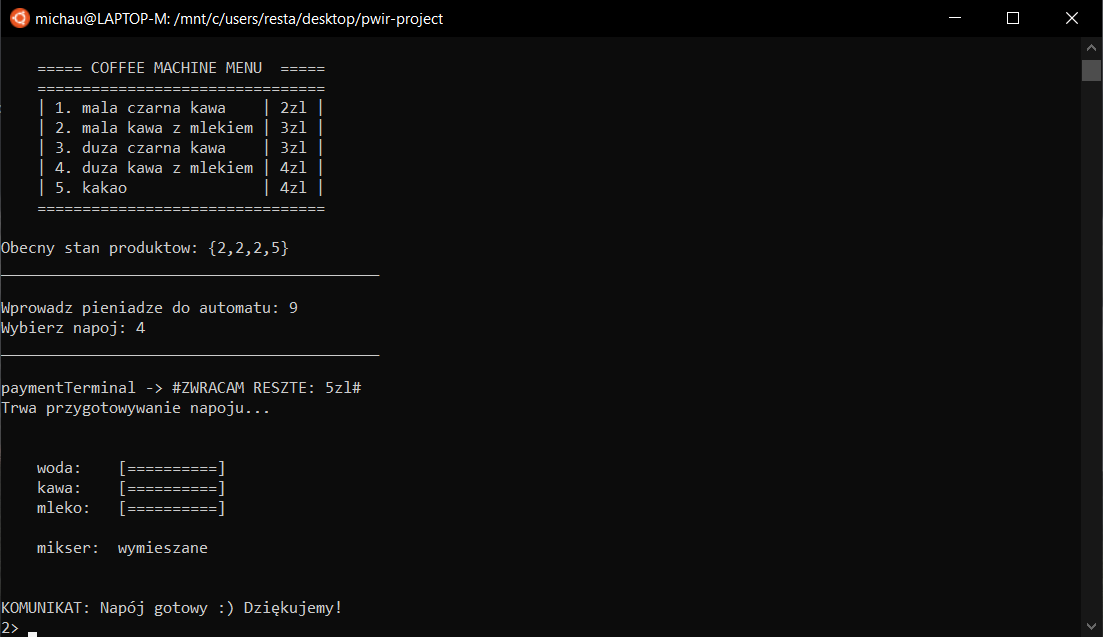 michau@LAPTOP-M: /mnt/c/users/resta/desktop/pwir-project
===== COFFEE MACHINE MENU  =====
================================
| 1. mala czarna kawa    | 2zl |
| 2. mala kawa z mlekiem | 3zl |
| 3. duza czarna kawa    | 3zl |
| 4. duza kawa z mlekiem | 4zl |
| 5. kakao               | 4zl |
================================
Obecny stan produktow: {2,2,2,5}
__________________________________________
Wprowadz pieniadze do automatu: 9
Wybierz napoj: 4
__________________________________________
paymentTerminal -> #ZWRACAM RESZTE: 5zl#
Trwa przygotowywanie napoju...
woda:    [==========]
kawa:    [==========]
mleko:   [==========]
mikser:  wymieszane
KOMUNIKAT: Napój gotowy :) Dziękujemy!
2>